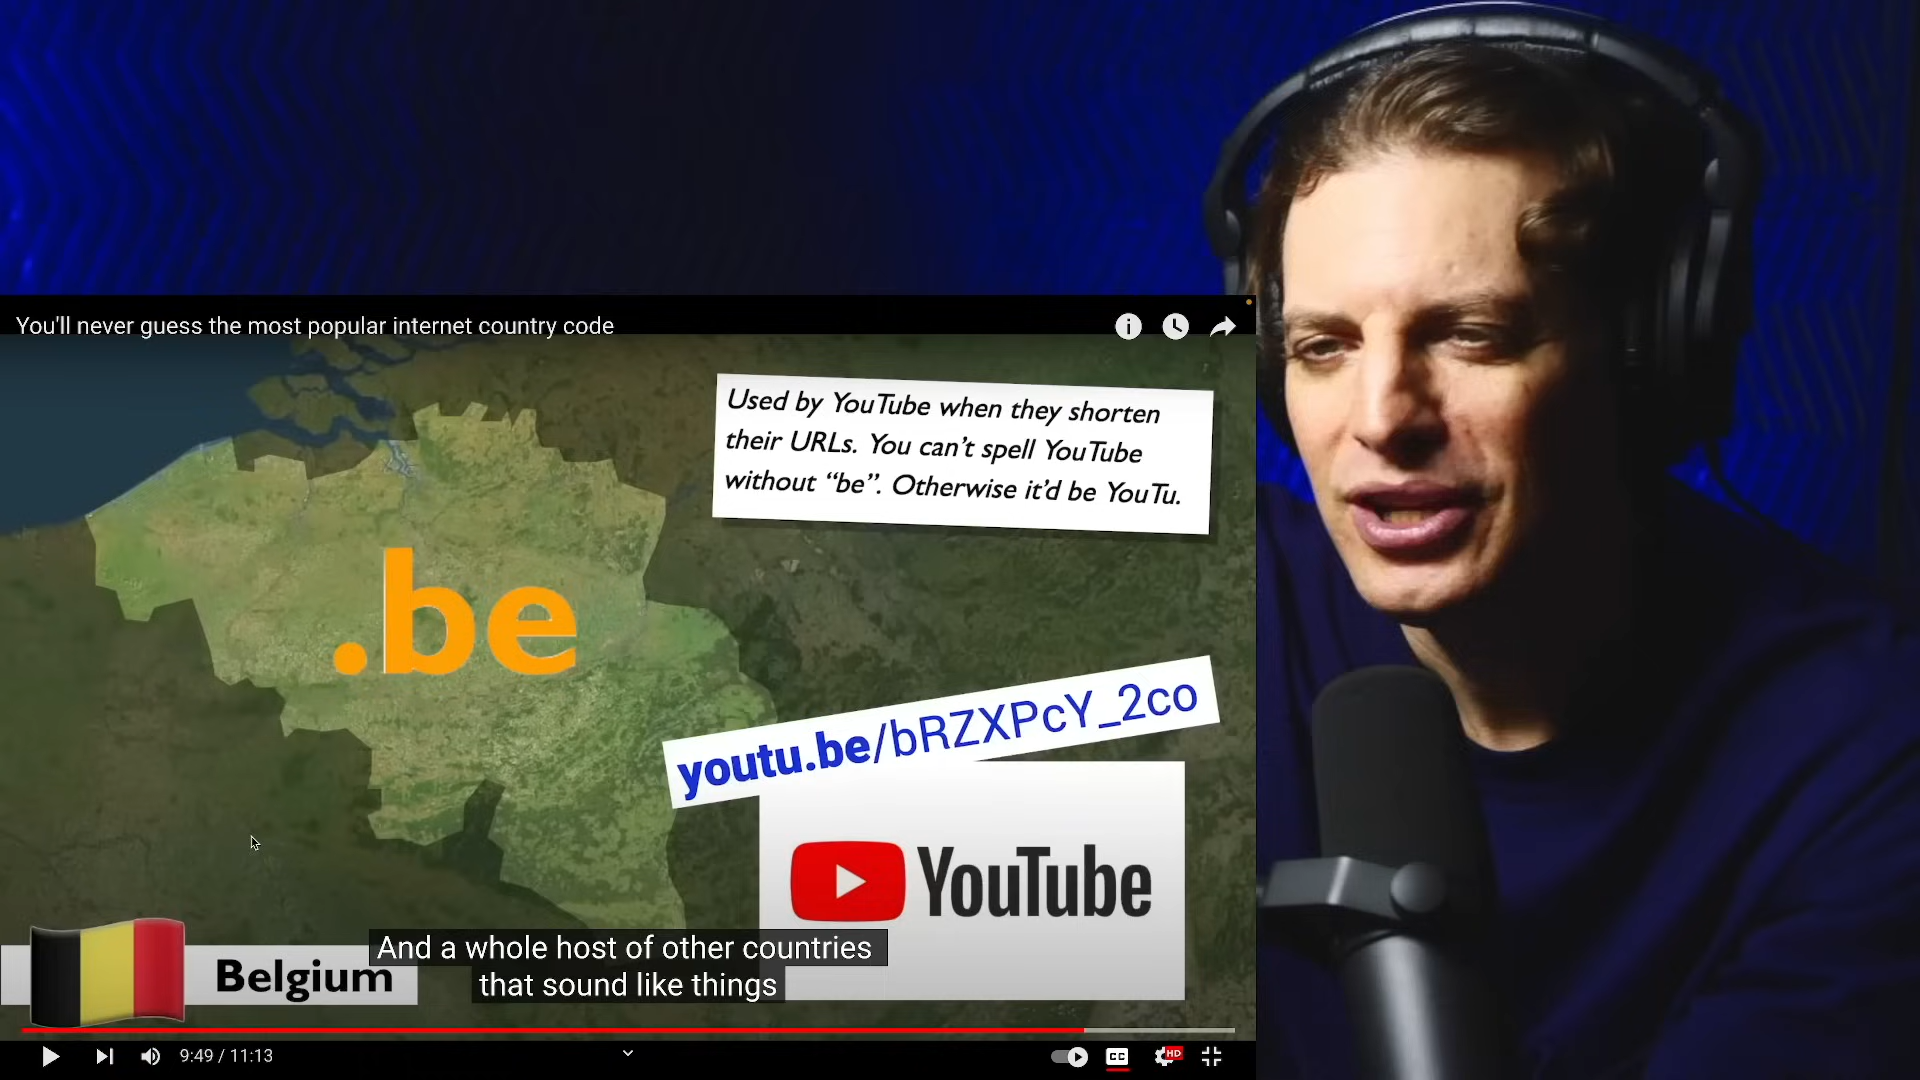 You'll never guess the most popular internet country code
Used by YouTube when they shorten
their URLs. You can't spell YouTube
without “be”. Otherwise it'd be YouTu.
.be
youtu.be/bRZXPcY_2co
YouTube
Belgium
And a whole host of other countries
that sound like things
9:49 / 11:13
CC
HD